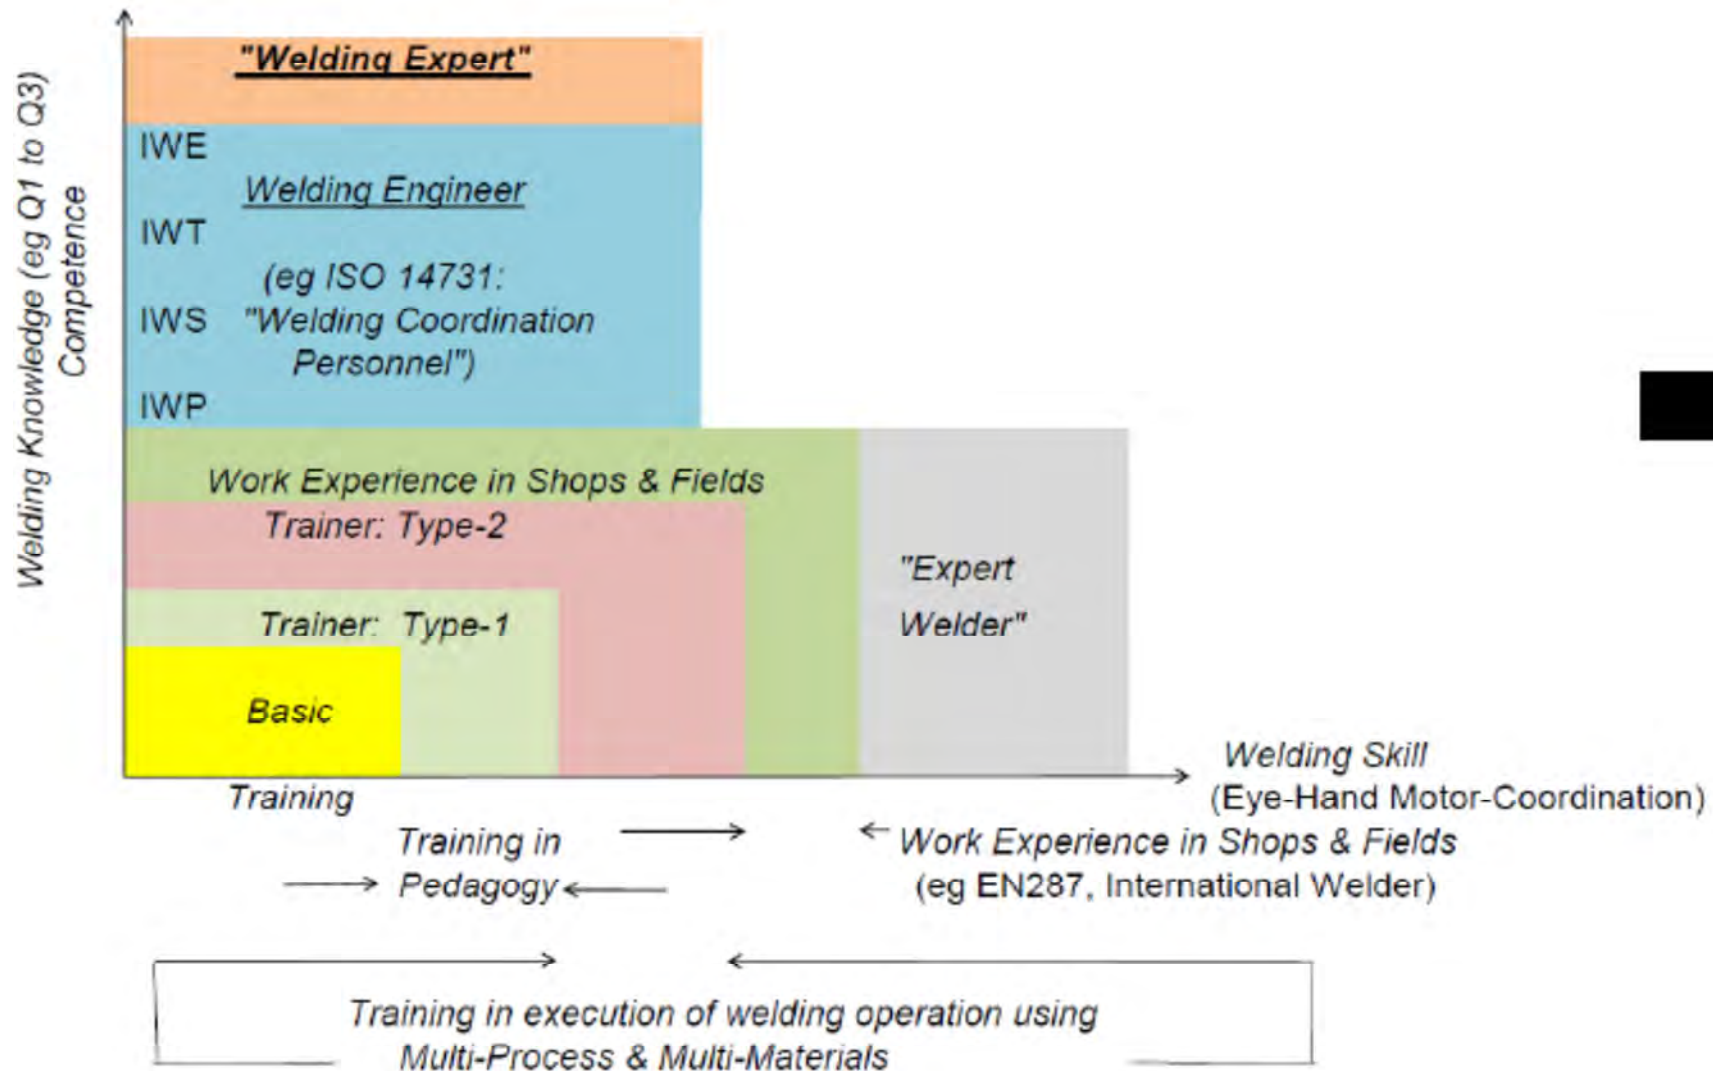 "Welding Expert"
IWE
Welding Engineer
IWT
(eg ISO 14731:
IWS "Welding Coordination
Personnel")
IWP
Welding Knowledge (eg Q1 to Q3)
Competence
Work Experience in Shops & Fields
Trainer: Type-2
"Expert
Welder"
Trainer: Type-1
Basic
Welding Skill
(Eye-Hand Motor-Coordination)
Training
Training in
Pedagogy
Work Experience in Shops & Fields
(eg EN287, International Welder)
Training in execution of welding operation using
Multi-Process & Multi-Materials